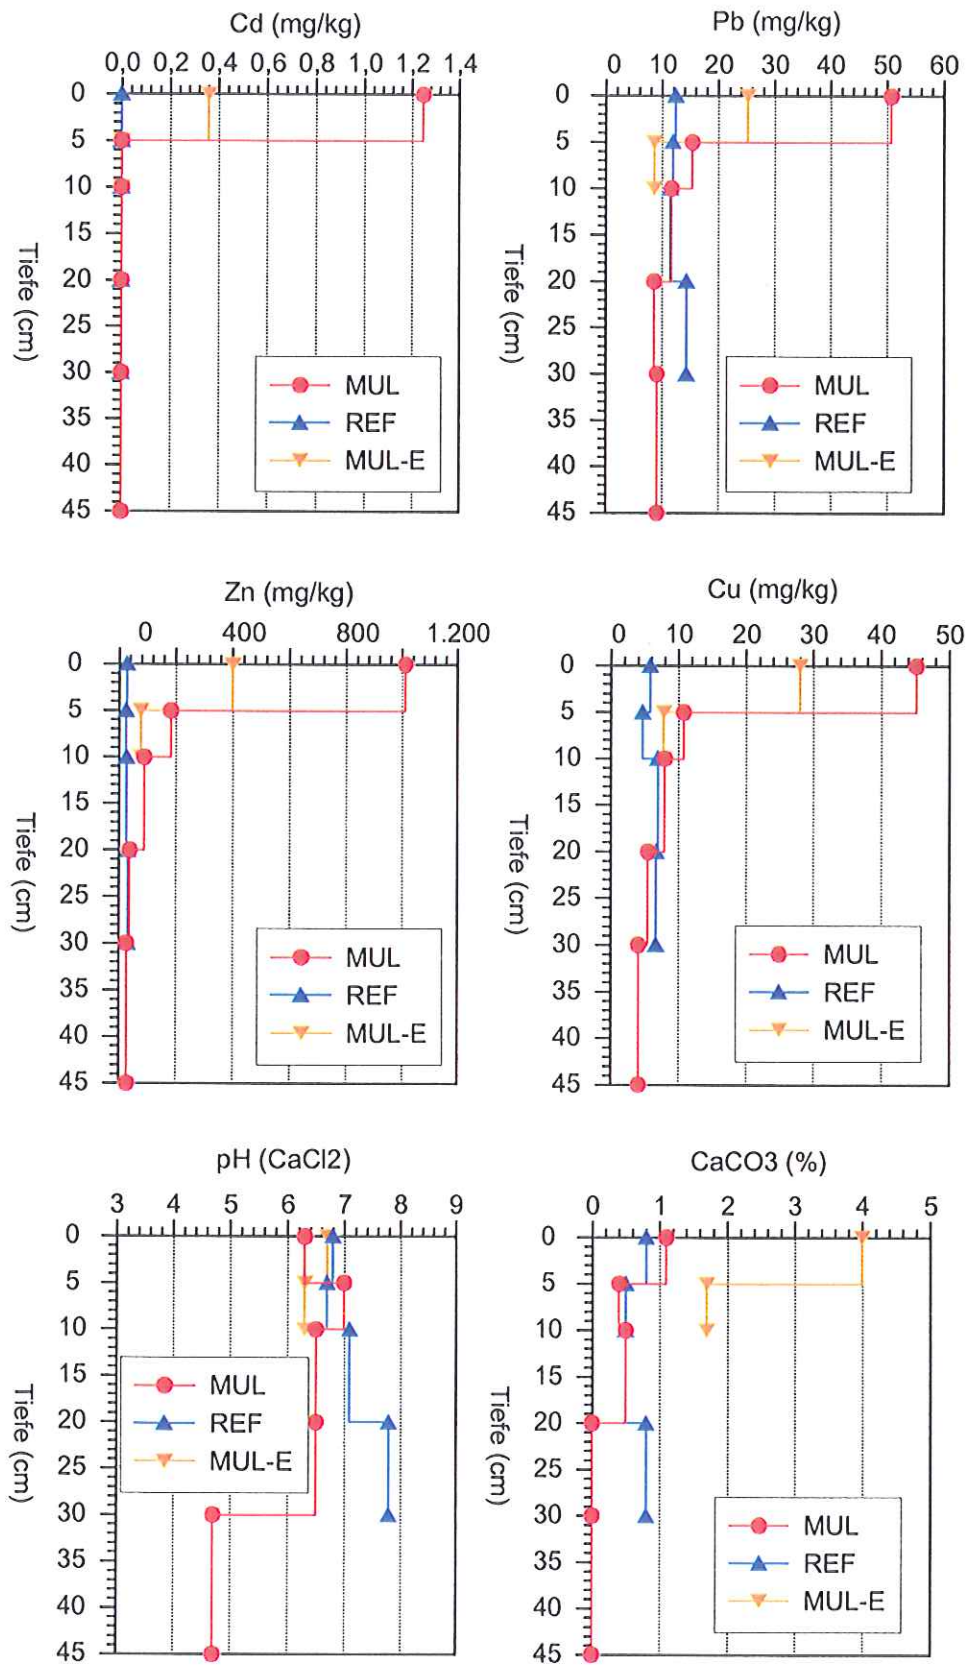 Cd (mg/kg)
0,0 0,2 0,4 0,6 0,8 1,0 1,2 1,4
0
5
10
15
20
25
30
35
40
45
Tiefe (cm)
MUL
REF
MUL-E
Pb (mg/kg)
0 10 20 30 40 50 60
0
5
10
15
20
25
30
35
40
45
Tiefe (cm)
MUL
REF
MUL-E
Zn (mg/kg)
0 400 800 1.200
0
5
10
15
20
25
30
35
40
45
Tiefe (cm)
MUL
REF
MUL-E
Cu (mg/kg)
0 10 20 30 40 50
0
5
10
15
20
25
30
35
40
45
Tiefe (cm)
MUL
REF
MUL-E
pH (CaCl2)
3 4 5 6 7 8 9
0
5
10
15
20
25
30
35
40
45
Tiefe (cm)
MUL
REF
MUL-E
CaCO3 (%)
0 1 2 3 4 5
0
5
10
15
20
25
30
35
40
45
Tiefe (cm)
MUL
REF
MUL-E